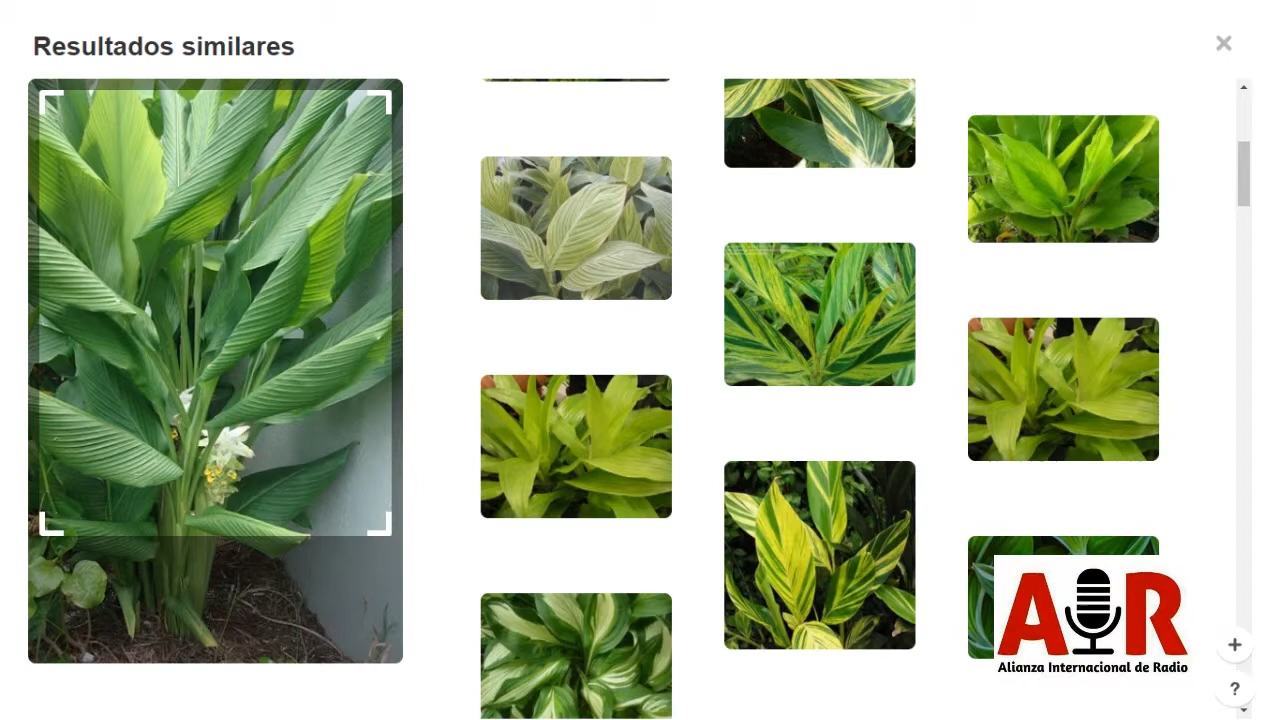 Resultados similares
AIR
Alianza Internacional de Radio
+
?